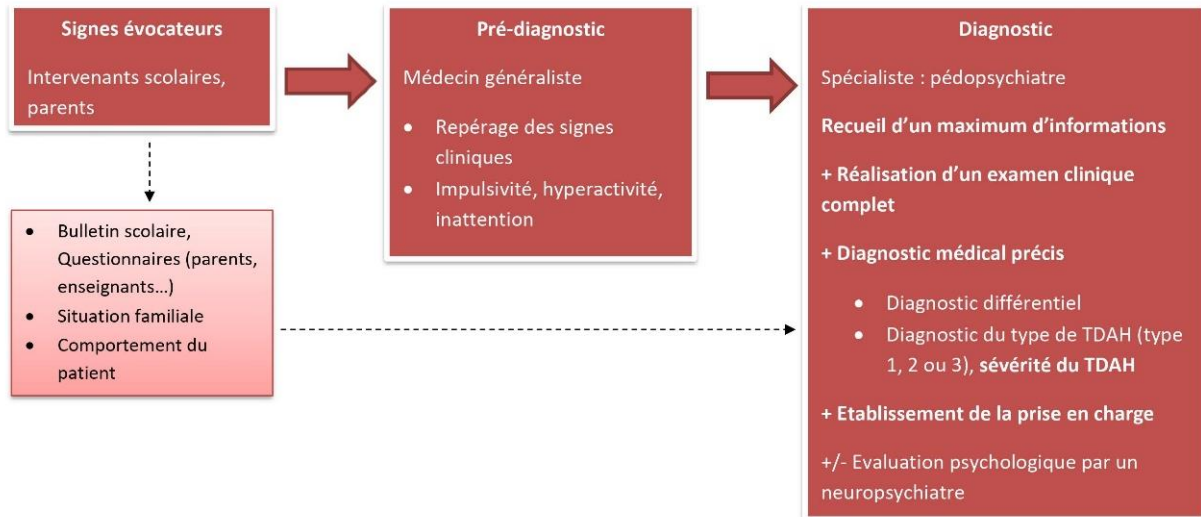 Signes évocateurs
Intervenants scolaires,
parents
• Bulletin scolaire,
Questionnaires (parents,
enseignants...)
• Situation familiale
• Comportement du
patient
Pré-diagnostic
Médecin généraliste
• Repérage des signes
cliniques
• Impulsivité, hyperactivité,
inattention
Diagnostic
Spécialiste : pédopsychiatre
Recueil d’un maximum d’informations
+ Réalisation d’un examen clinique
complet
+ Diagnostic médical précis
• Diagnostic différentiel
• Diagnostic du type de TDAH (type
1, 2 ou 3), sévérité du TDAH
+ Etablissement de la prise en charge
+/- Evaluation psychologique par un
neuropsychiatre